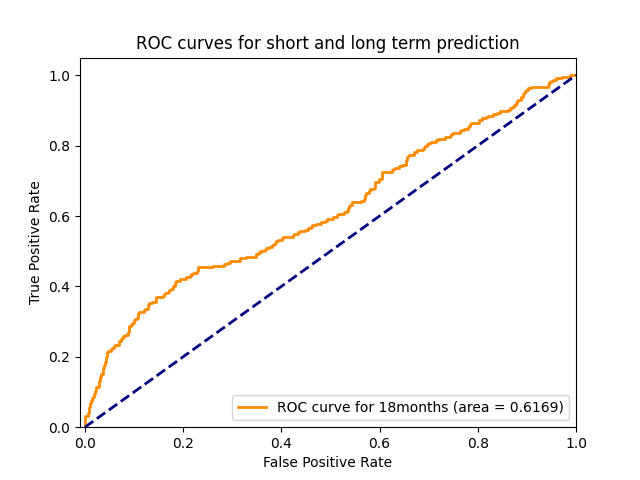 ROC curves for short and long term prediction
1.0
0.8
0.6
0.4
0.2
0.0
True Positive Rate
ROC curve for 18months (area = 0.6169)
0.0 0.2 0.4 0.6 0.8 1.0
False Positive Rate